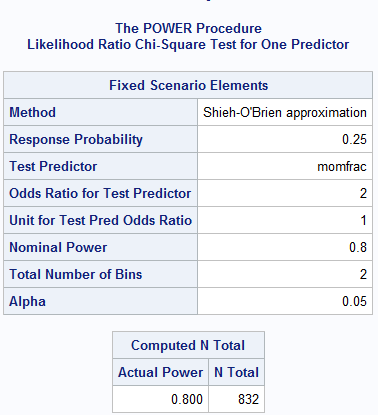 The POWER Procedure
Likelihood Ratio Chi-Square Test for One Predictor
Fixed Scenario Elements
Method Shieh-O'Brien approximation
Response Probability 0.25
Test Predictor momfrac
Odds Ratio for Test Predictor 2
Unit for Test Pred Odds Ratio 1
Nominal Power 0.8
Total Number of Bins 2
Alpha 0.05
Computed N Total
Actual Power N Total
0.800 832